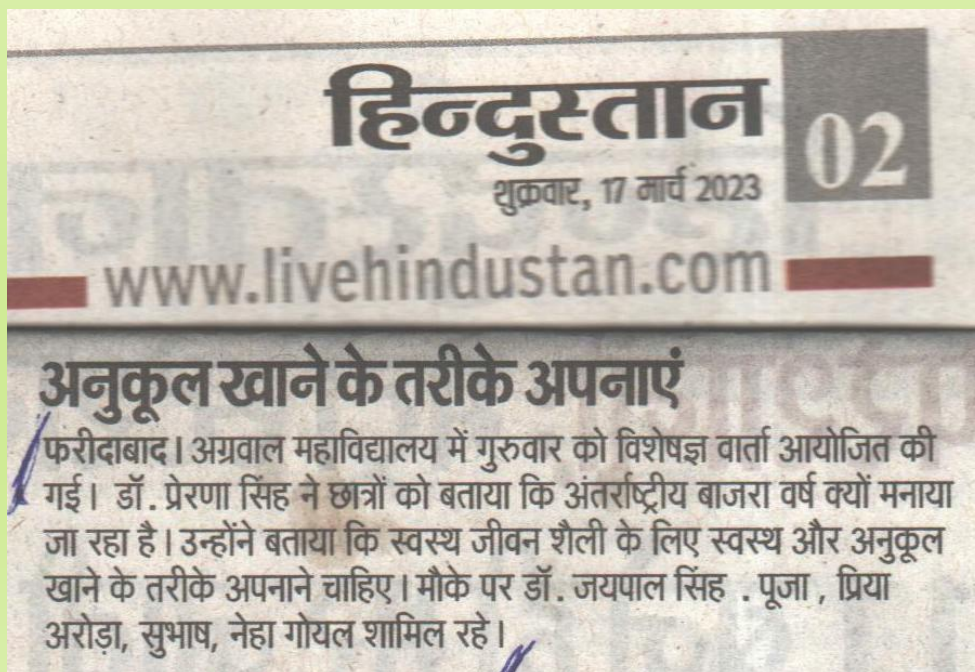 हिन्दुस्तान
02
शुक्रवार, 17 मार्च 2023
www.livehindustan.com
अनुकूल खाने के तरीके अपनाएं
फरीदाबाद। अग्रवाल महाविद्यालय में गुरुवार को विशेषज्ञ वार्ता आयोजित की
गई। डॉ. प्रेरणा सिंह ने छात्रों को बताया कि अंतर्राष्ट्रीय बाजरा वर्ष क्यों मनाया
जा रहा है। उन्होंने बताया कि स्वस्थ जीवन शैली के लिए स्वस्थ और अनुकूल
खाने के तरीके अपनाने चाहिए। मौके पर डॉ. जयपाल सिंह . पूजा , प्रिया
अरोड़ा, सुभाष, नेहा गोयल शामिल रहे।